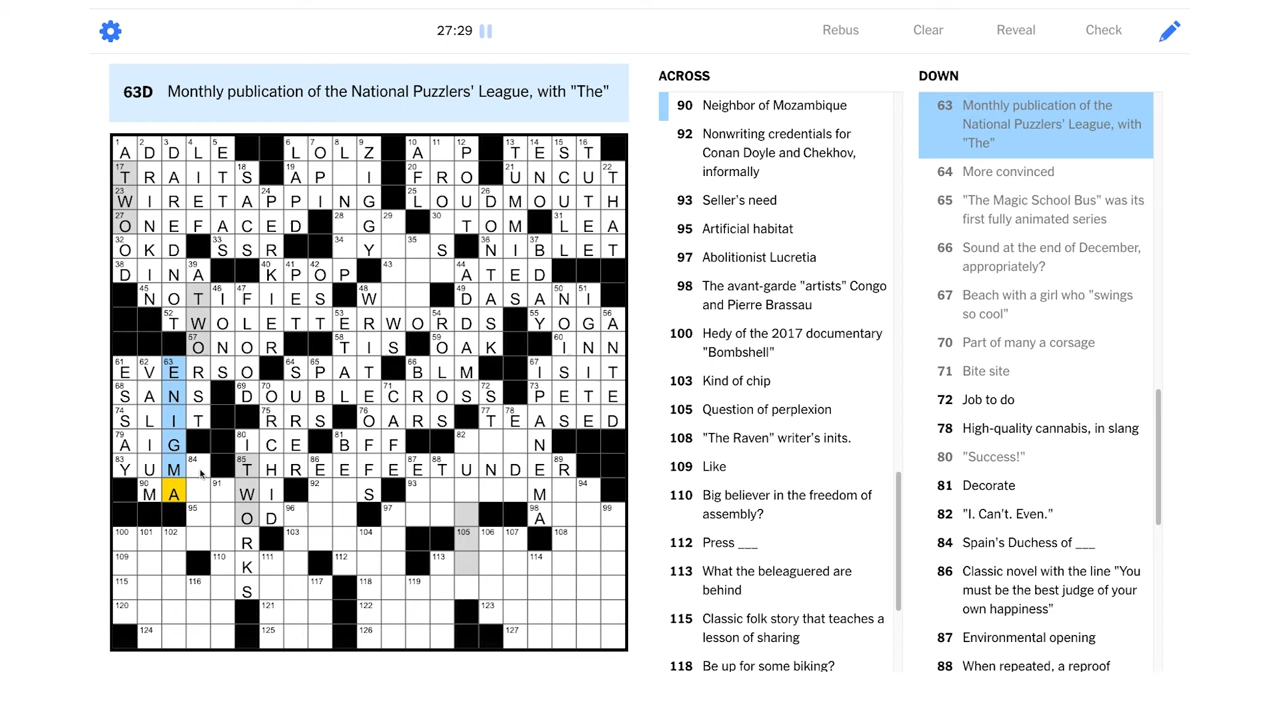 27:29
Rebus Clear Reveal Check
63D Monthly publication of the National Puzzlers' League, with "The"
ACROSS
90 Neighbor of Mozambique
92 Nonwriting credentials for
Conan Doyle and Chekhov,
informally
93 Seller's need
95 Artificial habitat
97 Abolitionist Lucretia
98 The avant-garde "artists" Congo
and Pierre Brassau
100 Hedy of the 2017 documentary
"Bombshell"
103 Kind of chip
105 Question of perplexion
108 "The Raven" writer's inits.
109 Like
110 Big believer in the freedom of
assembly?
112 Press ___
113 What the beleaguered are
behind
115 Classic folk story that teaches a
lesson of sharing
118 Be up for some biking?
DOWN
63 Monthly publication of the
National Puzzlers' League, with
"The"
64 More convinced
65 "The Magic School Bus" was its
first fully animated series
66 Sound at the end of December,
appropriately?
67 Beach with a girl who "swings
so cool"
70 Part of many a corsage
71 Bite site
72 Job to do
78 High-quality cannabis, in slang
80 "Success!"
81 Decorate
82 "I. Can't. Even."
84 Spain's Duchess of ___
86 Classic novel with the line "You
must be the best judge of your
own happiness"
87 Environmental opening
88 When repeated, a reproof
A D D L E L O L Z A P T E S T
T R A I T S A P I F R O U N C U T
W I R E T A P P I N G L O U D M O U T H
O N E F A C E D G T O M L E A
O K D S S R Y S N I B L E T
D I N A K P O P A T E D
N O T I F I E S W D A S A N I
T W O L E T T E R W O R D S Y O G A
O N O R T I S O A K I N N
E V E R S O S P A T B L M I S I T
S A N S D O U B L E C R O S S P E T E
S L I T R R S O A R S T E A S E D
A I G I C E B F F N
Y U M T H R E E F E E T U N D E R
M A W I S M
O D A
R
K
S